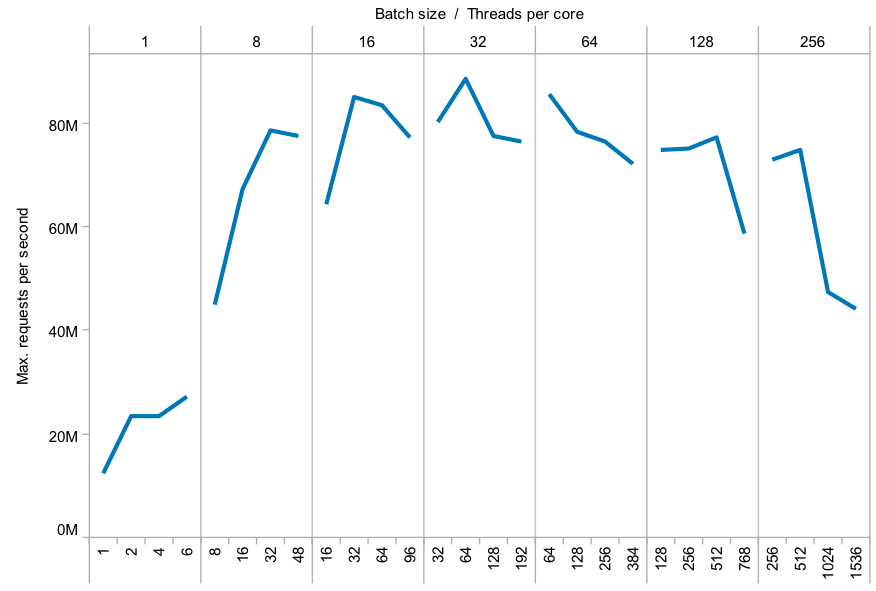 Batch size / Threads per core
1 8 16 32 64 128 256
Max. requests per second
80M
60M
40M
20M
0M
1 2 4 6 8 16 32 48 16 32 64 96 32 64 128 192 64 128 256 384 128 256 512 768 256 512 1024 1536